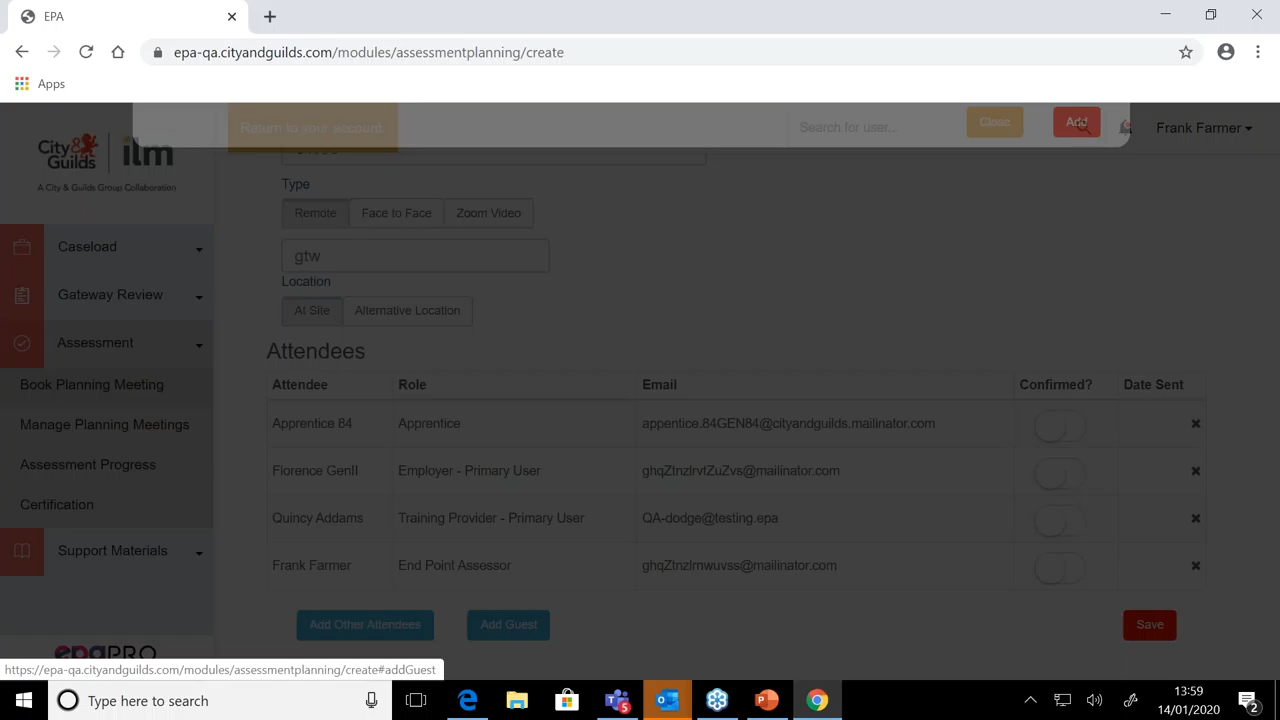 EPA
epa-qa.cityandguilds.com/modules/assessmentplanning/create
Apps
Return to your account
Search for user...
Close
Add
Frank Farmer
City & Guilds
ilm
A City & Guilds Group Collaboration
Type
Remote
Face to Face
Zoom Video
gtw
Location
At Site
Alternative Location
Caseload
Gateway Review
Assessment
Book Planning Meeting
Manage Planning Meetings
Assessment Progress
Certification
Support Materials
epaPRO
Attendees
Attendee Role Email Confirmed? Date Sent
Apprentice 84 Apprentice appentice.84GEN84@cityandguilds.mailinator.com
Florence GenII Employer - Primary User ghqZtnzlrvtZuZvs@mailinator.com
Quincy Addams Training Provider - Primary User QA-dodge@testing.epa
Frank Farmer End Point Assessor ghqZtnzlrnwuvss@mailinator.com
Add Other Attendees
Add Guest
Save
https://epa-qa.cityandguilds.com/modules/assessmentplanning/create#addGuest
Type here to search
5
13:59
14/01/2020
2